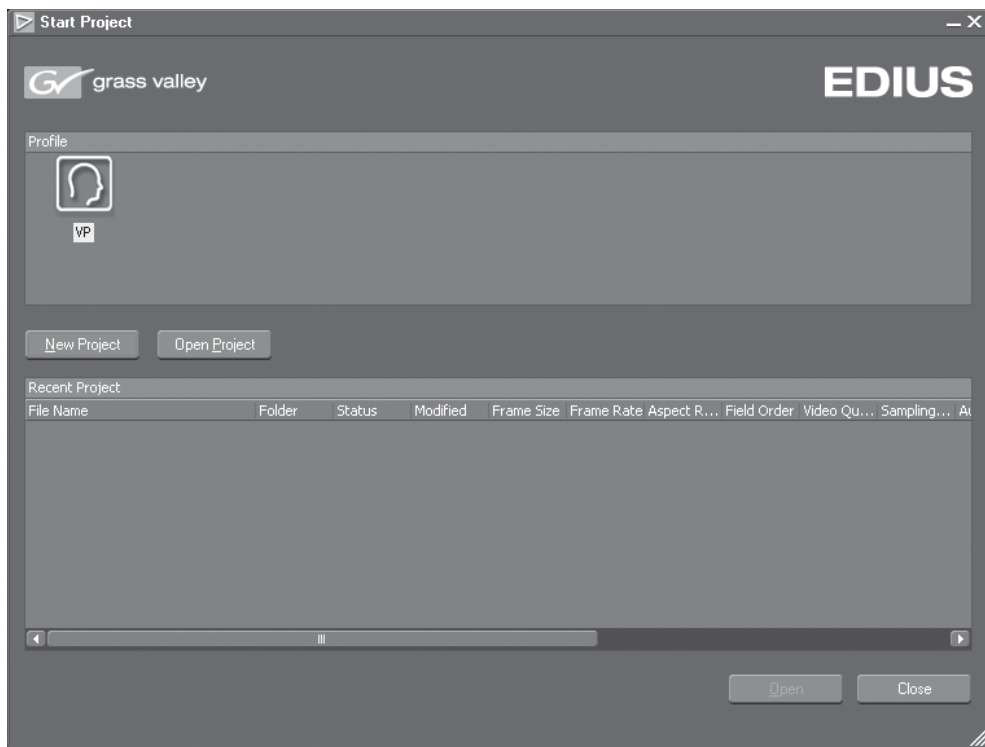 Start Project
grass valley
EDIUS
Profile
VP
New Project Open Project
Recent Project
File Name Folder Status Modified Frame Size Frame Rate Aspect R... Field Order Video Qu... Sampling... Au
Open Close